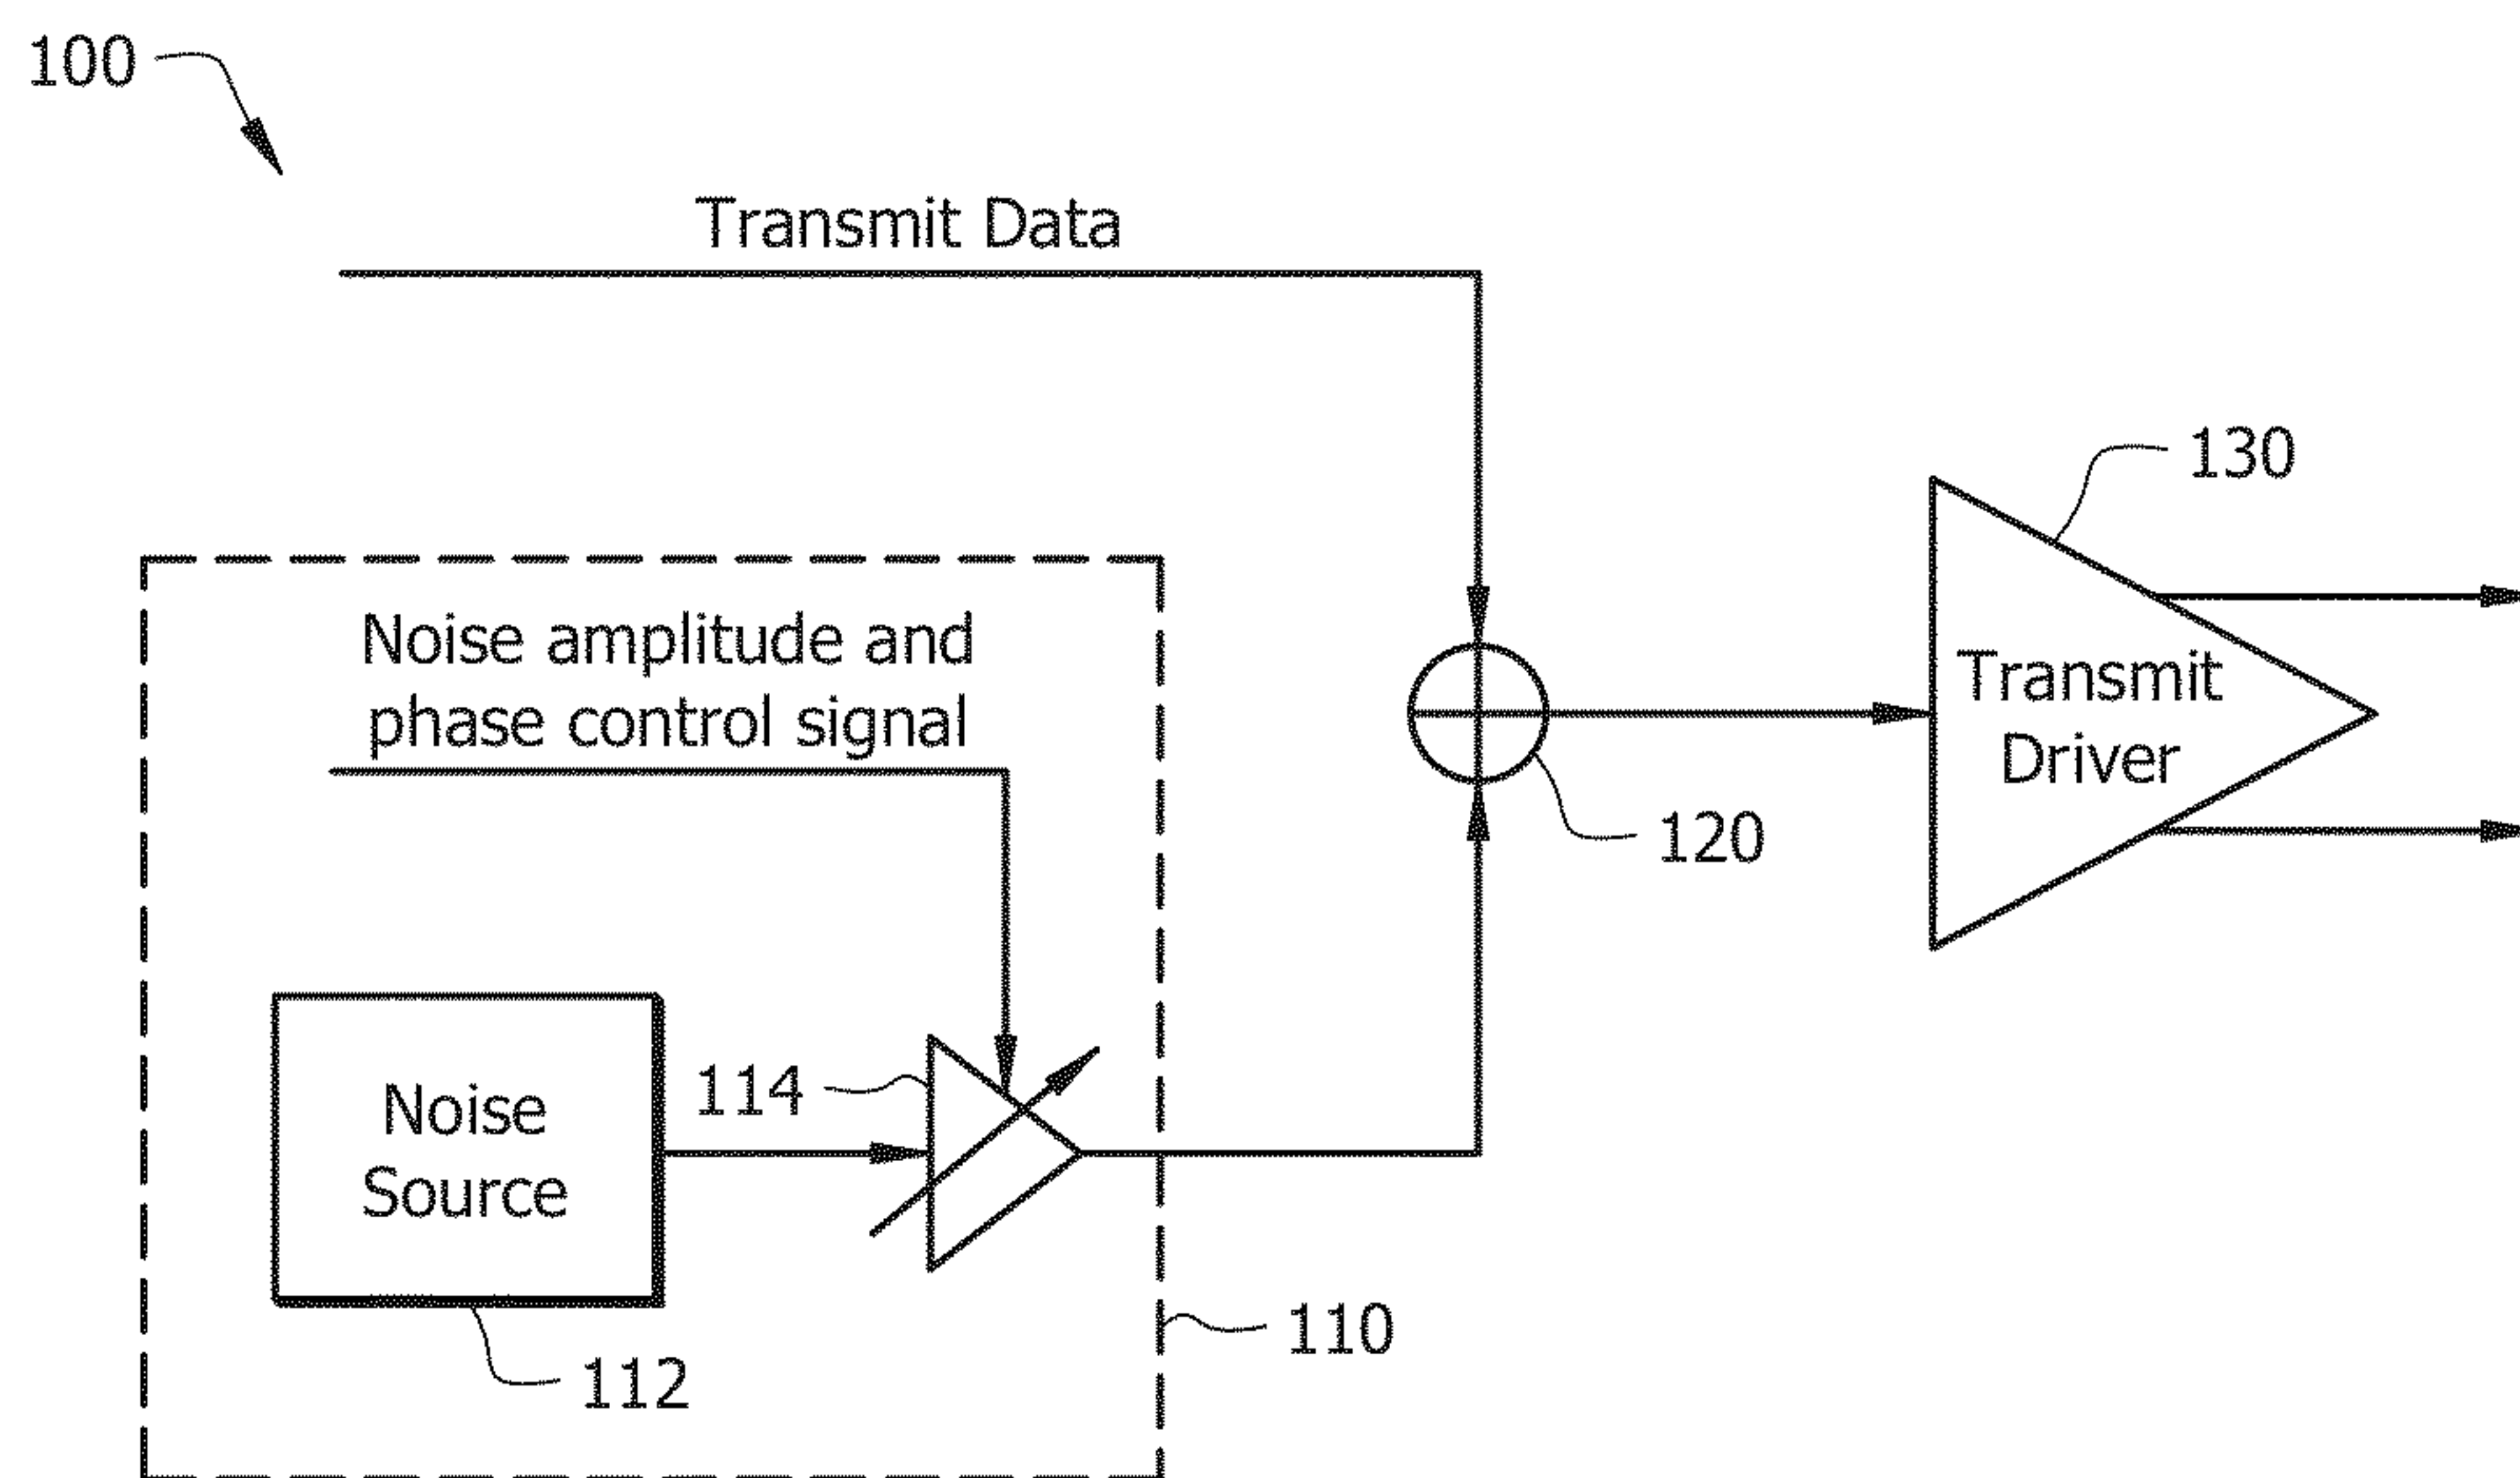 100
Transmit Data
130
Noise amplitude and
phase control signal
Transmit
Driver
120
114
Noise
Source
110
112